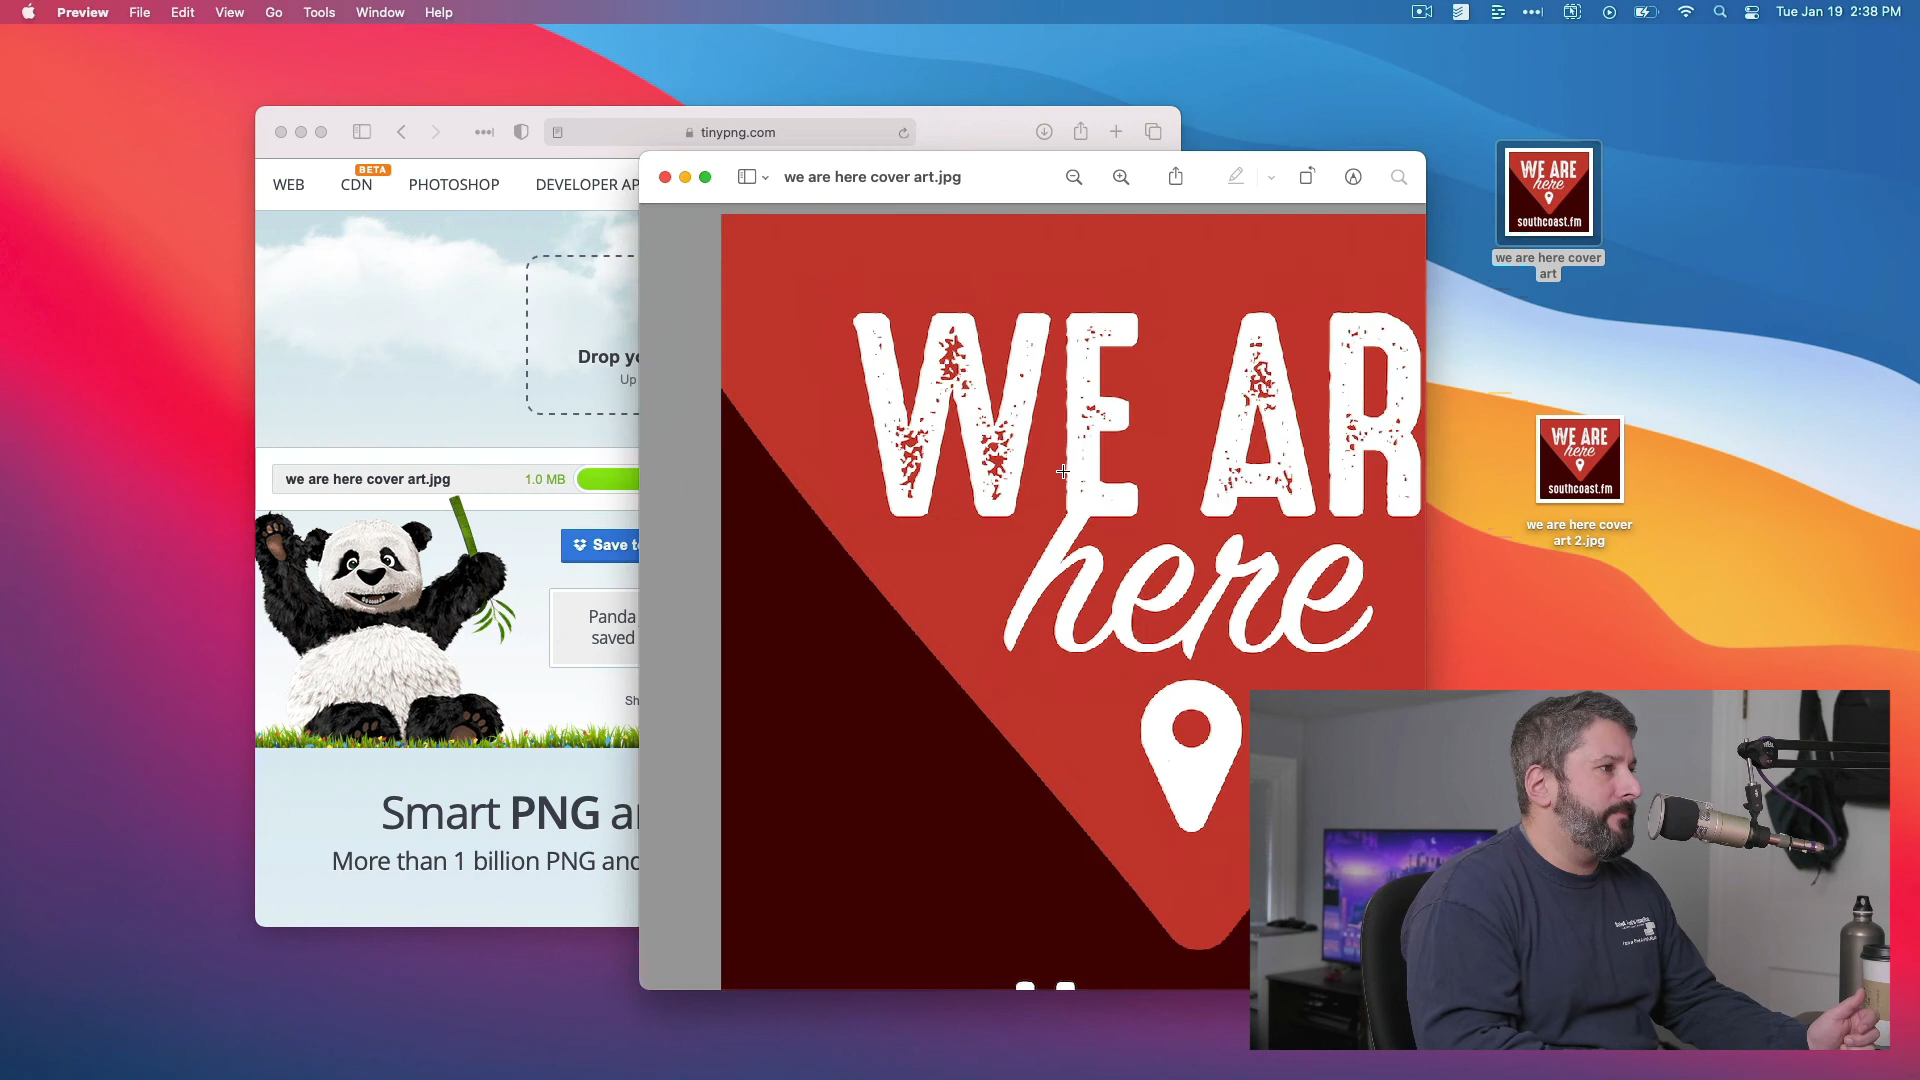 Preview File Edit View Go Tools Window Help
Tue Jan 19 2:38 PM
tinypng.com
WEB
CDN
BETA
PHOTOSHOP
DEVELOPER AP
Drop yo
Up
we are here cover art.jpg 1.0 MB
Save to
Panda
saved
Sh
Smart PNG an
More than 1 billion PNG and
we are here cover art.jpg
WE AR
here
WE ARE
here
southcoast.fm
we are here cover
art
WE ARE
here
southcoast.fm
we are here cover
art 2.jpg